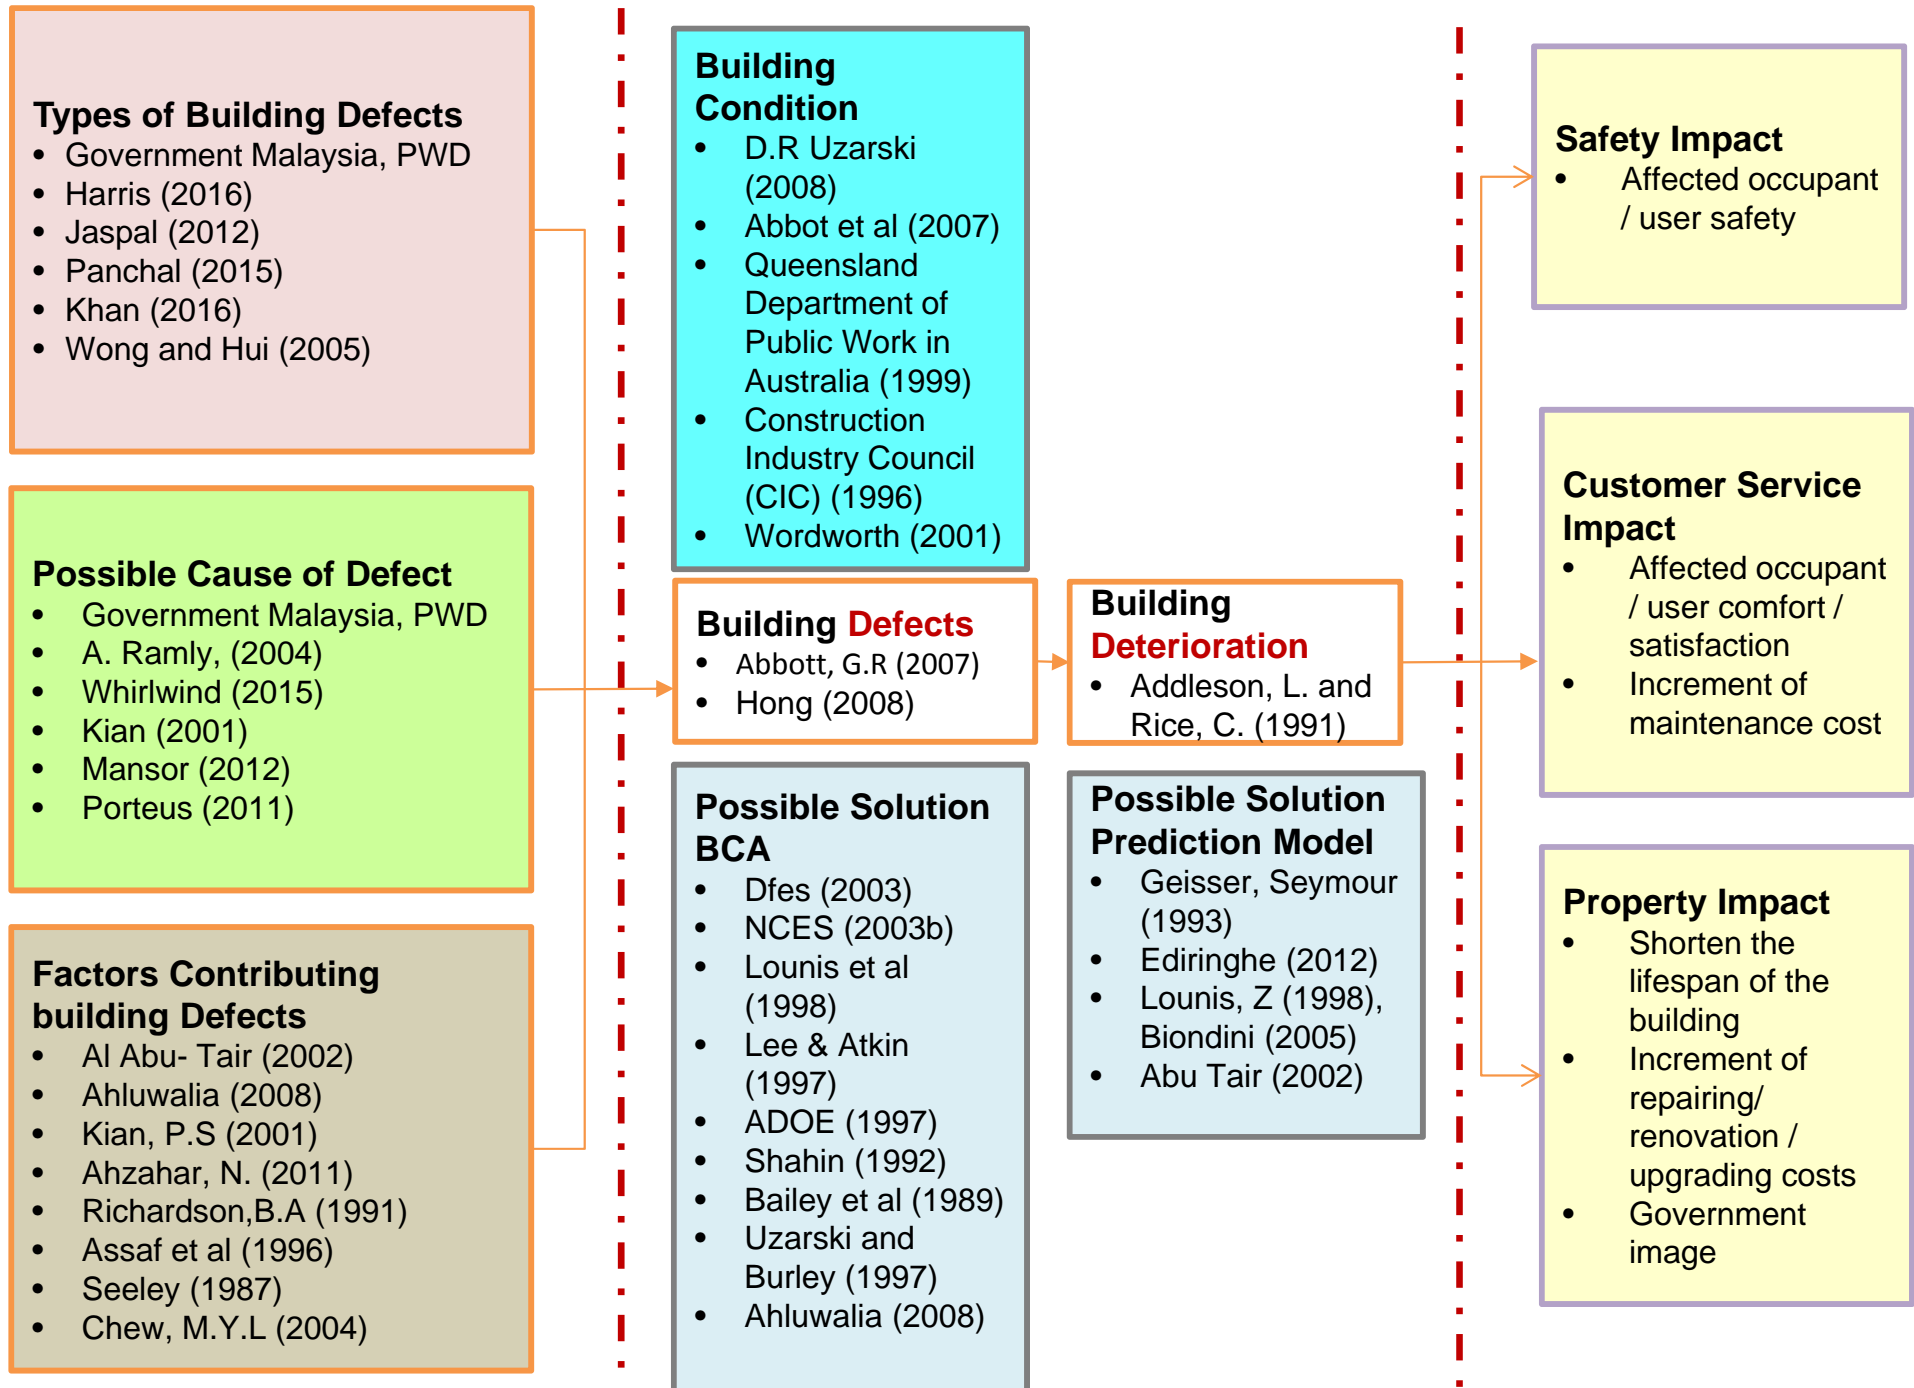 Types of Building Defects
• Government Malaysia, PWD
• Harris (2016)
• Jaspal (2012)
• Panchal (2015)
• Khan (2016)
• Wong and Hui (2005)
Possible Cause of Defect
• Government Malaysia, PWD
• A. Ramly, (2004)
• Whirlwind (2015)
• Kian (2001)
• Mansor (2012)
• Porteus (2011)
Factors Contributing
building Defects
• Al Abu- Tair (2002)
• Ahluwalia (2008)
• Kian, P.S (2001)
• Ahzahar, N. (2011)
• Richardson,B.A (1991)
• Assaf et al (1996)
• Seeley (1987)
• Chew, M.Y.L (2004)
Building
Condition
• D.R Uzarski
(2008)
• Abbot et al (2007)
• Queensland
Department of
Public Work in
Australia (1999)
• Construction
Industry Council
(CIC) (1996)
• Wordworth (2001)
Building Defects
• Abbott, G.R (2007)
• Hong (2008)
Possible Solution
BCA
• Dfes (2003)
• NCES (2003b)
• Lounis et al
(1998)
• Lee & Atkin
(1997)
• ADOE (1997)
• Shahin (1992)
• Bailey et al (1989)
• Uzarski and
Burley (1997)
• Ahluwalia (2008)
Building
Deterioration
• Addleson, L. and
Rice, C. (1991)
Possible Solution
Prediction Model
• Geisser, Seymour
(1993)
• Ediringhe (2012)
• Lounis, Z (1998),
Biondini (2005)
• Abu Tair (2002)
Safety Impact
• Affected occupant
/ user safety
Customer Service
Impact
• Affected occupant
/ user comfort /
satisfaction
• Increment of
maintenance cost
Property Impact
• Shorten the
lifespan of the
building
• Increment of
repairing/
renovation /
upgrading costs
• Government
image